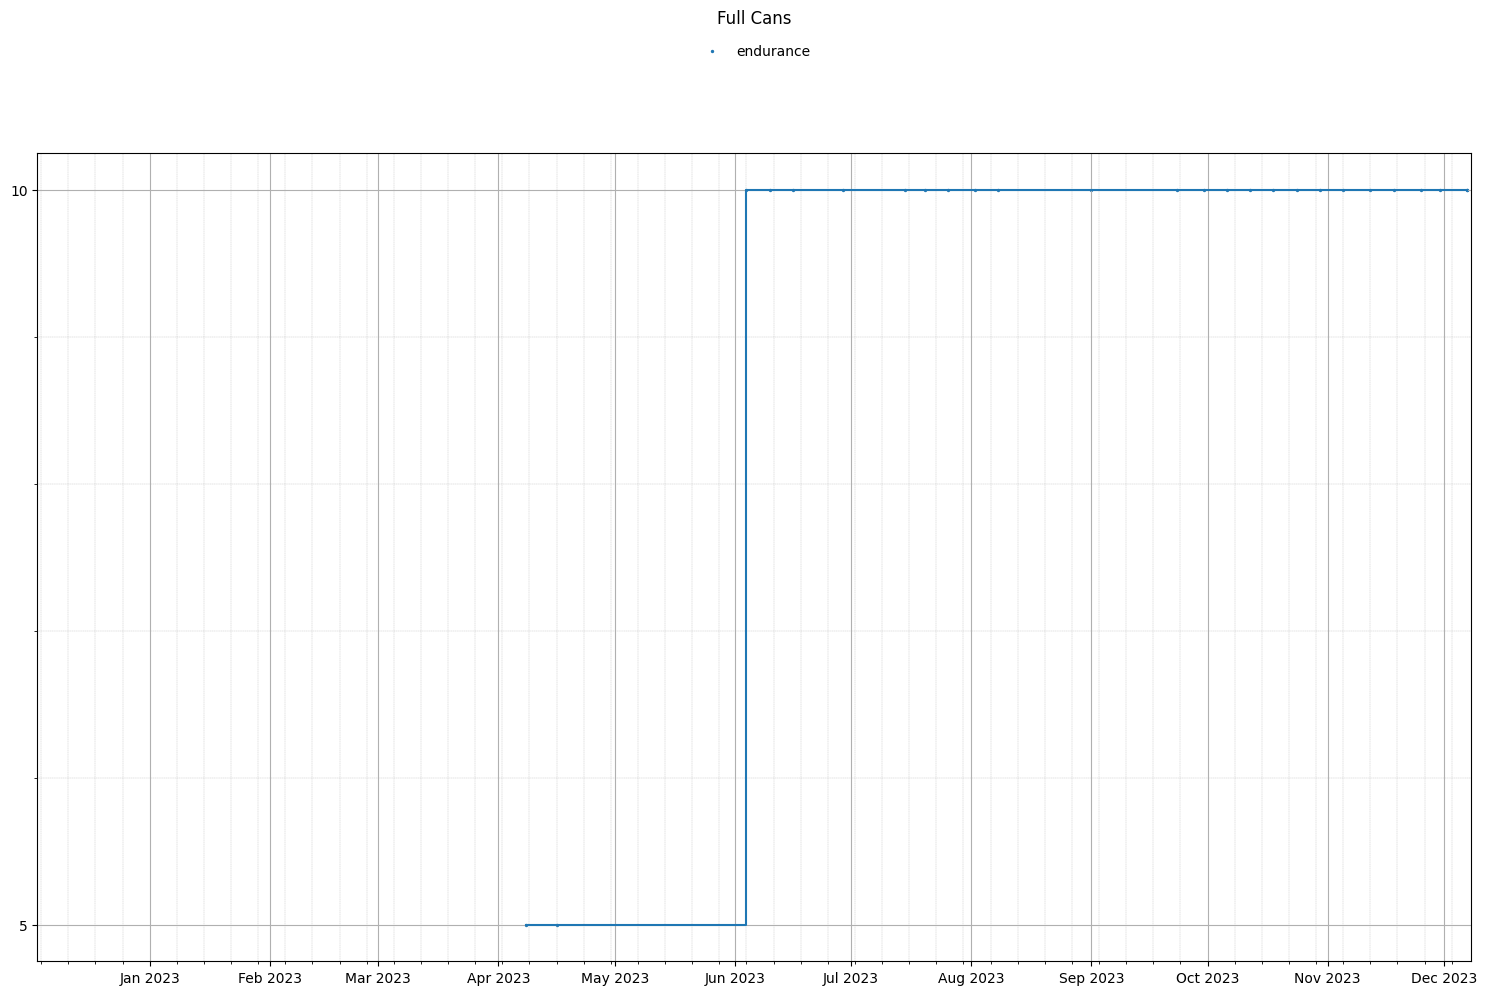 Full Cans
endurance
10
5
Jan 2023
Feb 2023
Mar 2023
Apr 2023
May 2023
Jun 2023
Jul 2023
Aug 2023
Sep 2023
Oct 2023
Nov 2023
Dec 2023